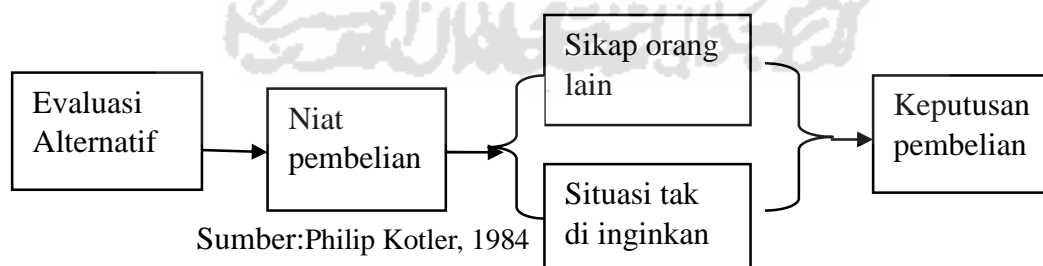 Evaluasi
Alternatif
Niat
pembelian
Sikap orang
lain
Situasi tak
di inginkan
Keputusan
pembelian
Sumber:Philip Kotler, 1984